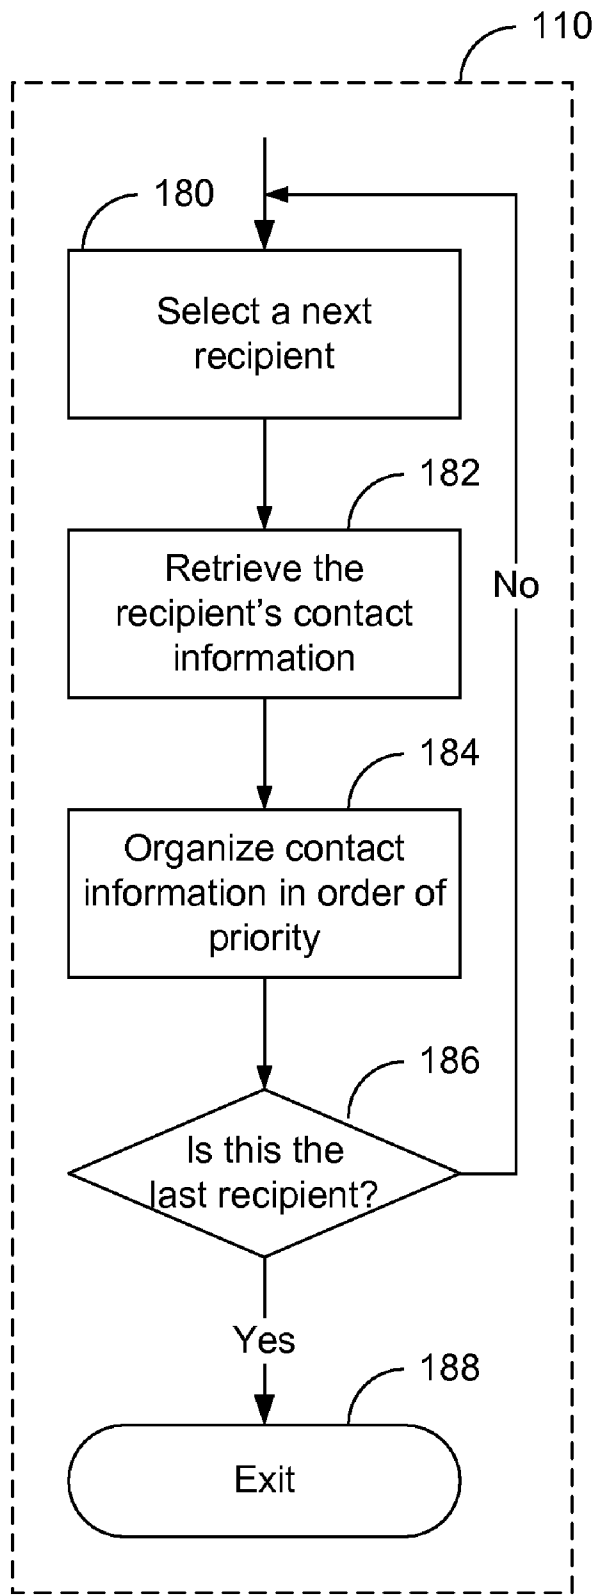 110
180
Select a next
recipient
182
Retrieve the
recipient's contact
information
No
184
Organize contact
information in order of
priority
186
Is this the
last recipient?
Yes
188
Exit